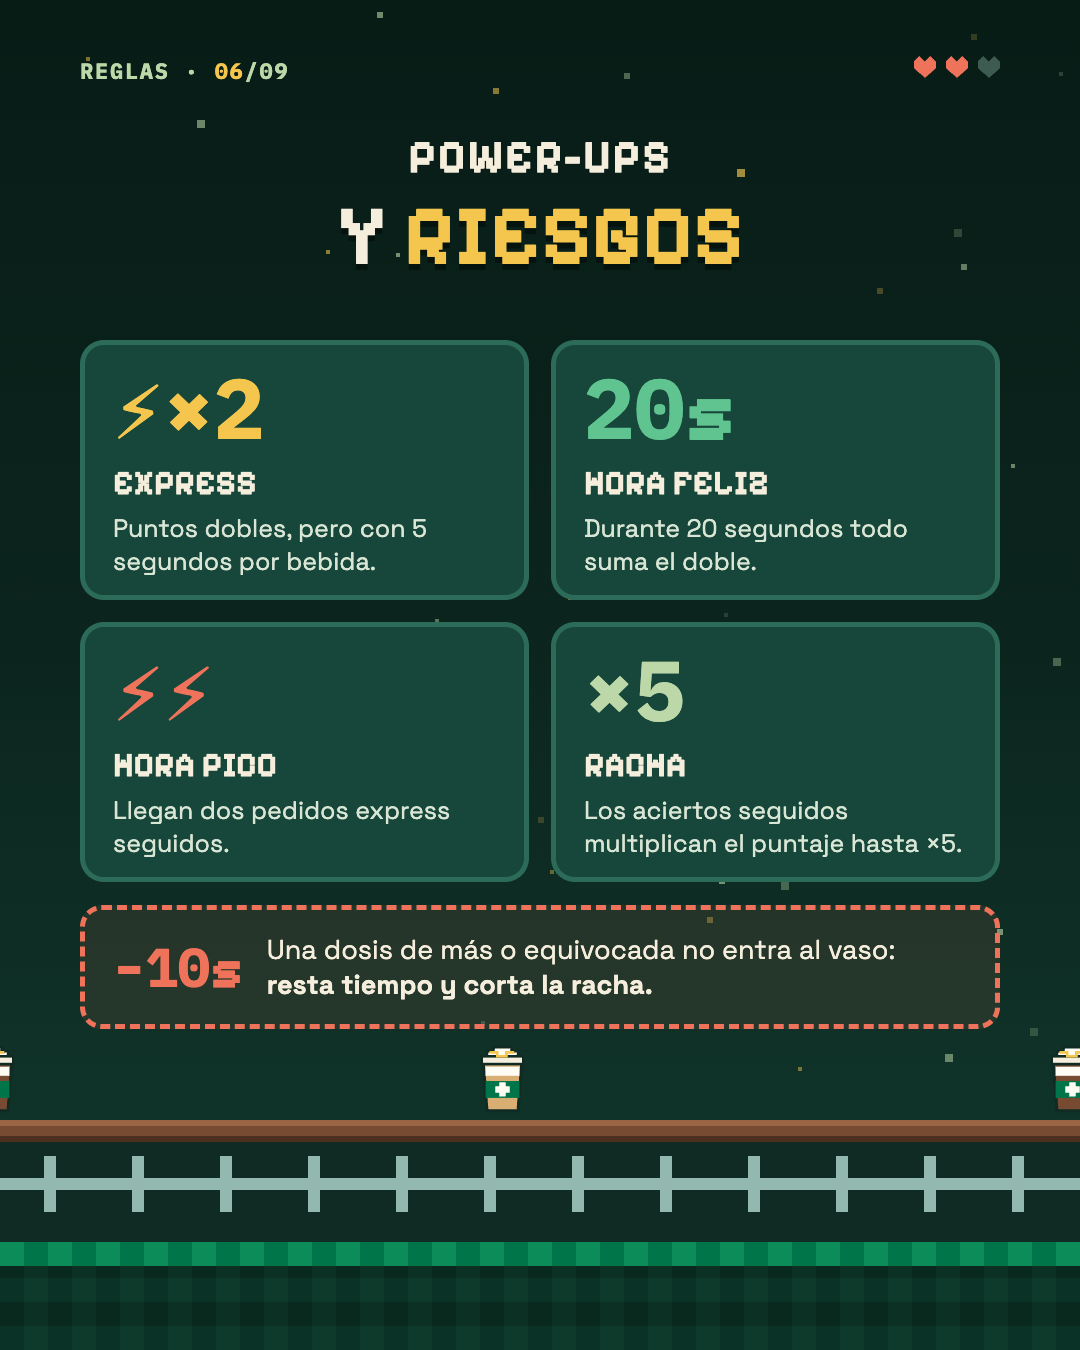 REGLAS · 06/09
POWER-UPS
Y RIESGOS
⚡×2
EXPRESS
Puntos dobles, pero con 5
segundos por bebida.
20s
HORA FELIZ
Durante 20 segundos todo
suma el doble.
⚡⚡
HORA PICO
Llegan dos pedidos express
seguidos.
×5
RACHA
Los aciertos seguidos
multiplican el puntaje hasta ×5.
-10s
Una dosis de más o equivocada no entra al vaso:
resta tiempo y corta la racha.